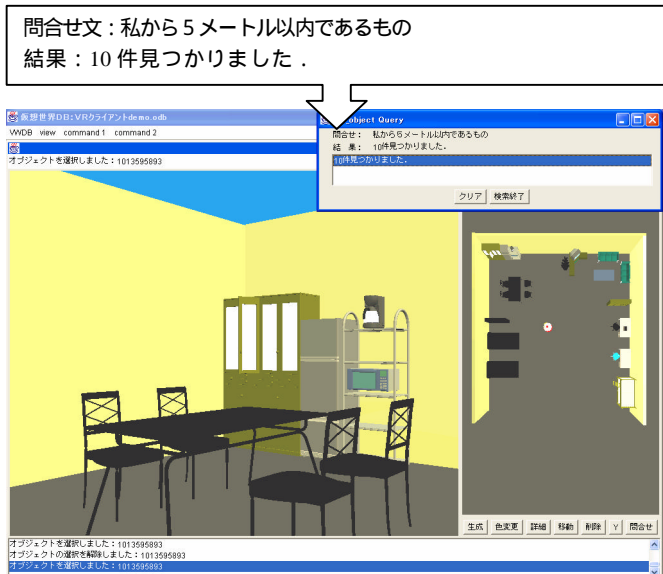 問合せ文：私から５メートル以内であるもの
結果：10 件見つかりました．
仮想世界DB：VRクライアントdemo.odb
object Query
VWDB view command 1 command 2
問合せ： 私から５メートル以内であるもの
結 果： 10件見つかりました．
オブジェクトを選択しました：1013595893
10件見つかりました．
クリア 検索終了
生成 色変更 詳細 移動 削除 Y 問合せ
オブジェクトを選択しました：1013595893
オブジェクトの選択を解除しました：1013595893
オブジェクトを選択しました：1013595893